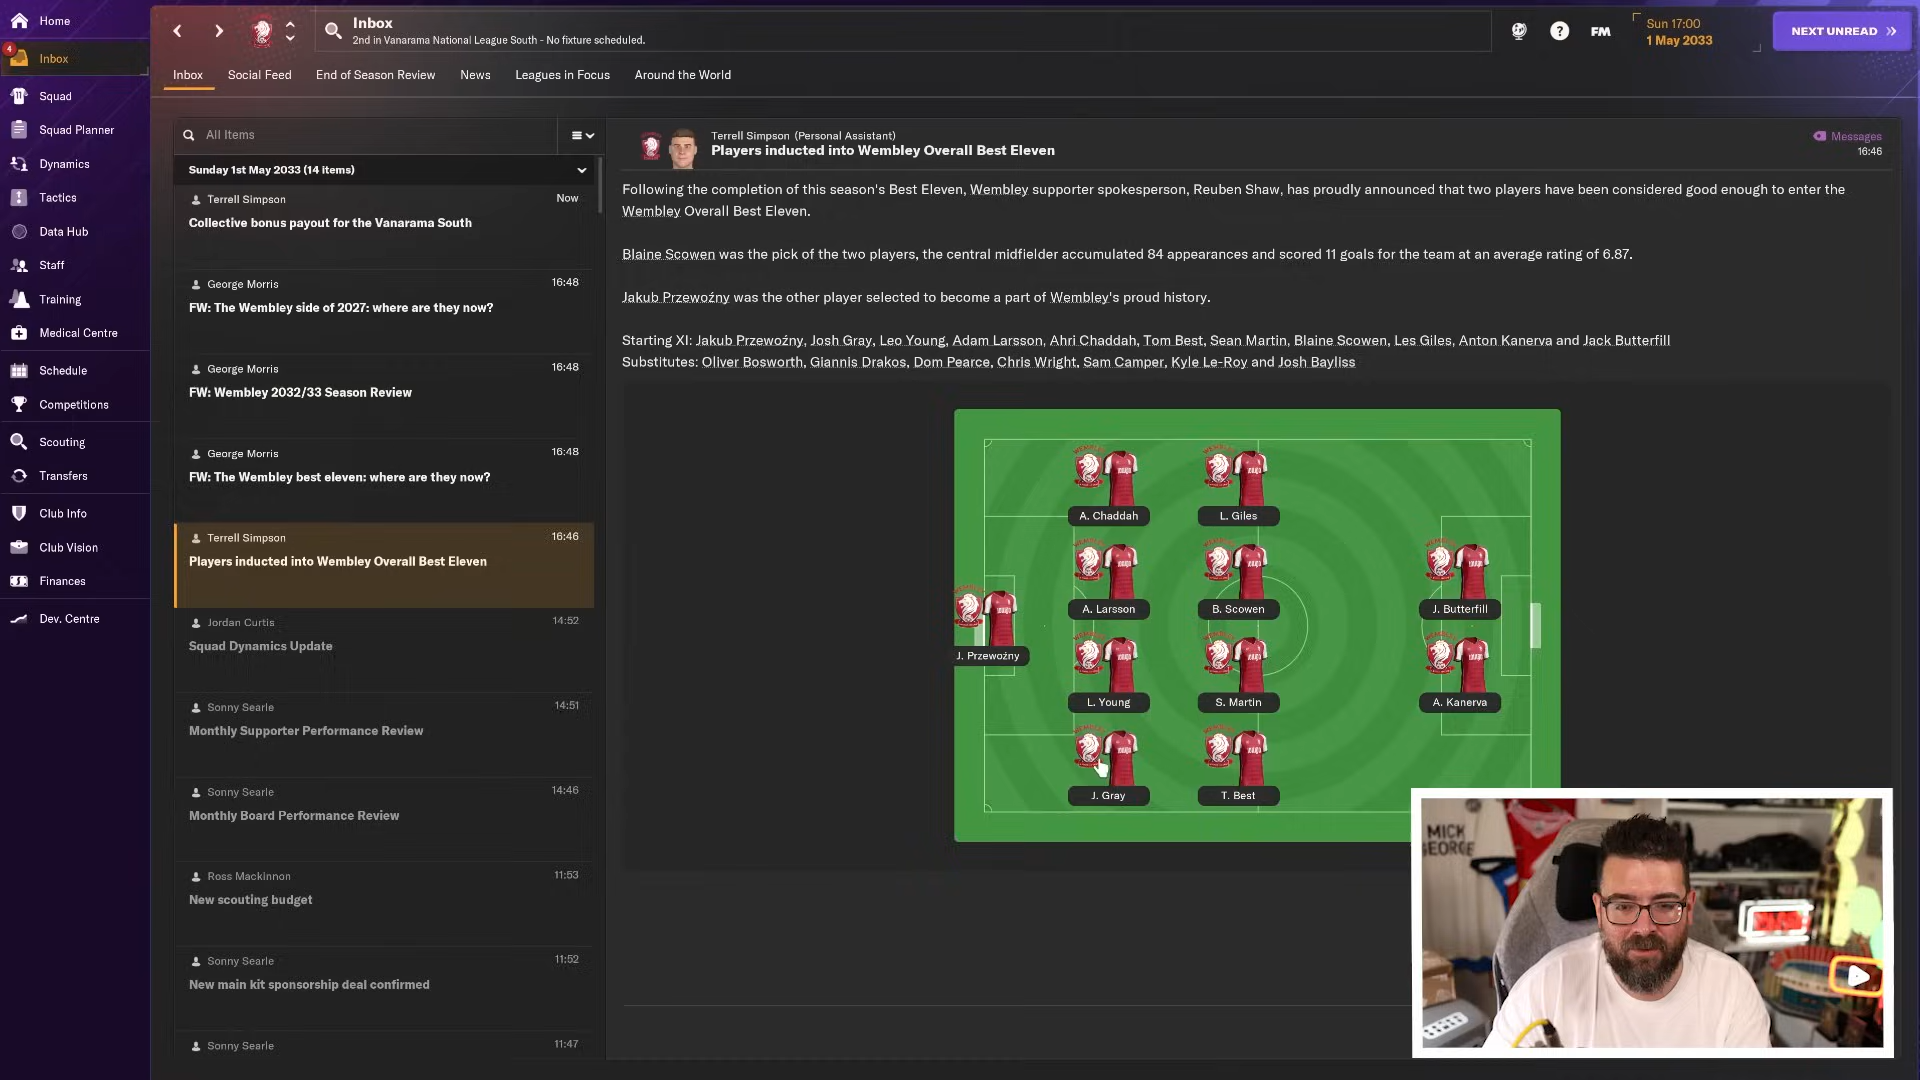 Home
4
Inbox
Squad
Squad Planner
Dynamics
Tactics
Data Hub
Staff
Training
Medical Centre
Schedule
Competitions
Scouting
Transfers
Club Info
Club Vision
Finances
Dev. Centre
Inbox
2nd in Vanarama National League South - No fixture scheduled.
?
FM
Sun 17:00
1 May 2033
NEXT UNREAD
Inbox
Social Feed
End of Season Review
News
Leagues in Focus
Around the World
All Items
Sunday 1st May 2033 (14 items)
Terrell Simpson
Now
Collective bonus payout for the Vanarama South
George Morris
16:48
FW: The Wembley side of 2027: where are they now?
George Morris
16:48
FW: Wembley 2032/33 Season Review
George Morris
16:48
FW: The Wembley best eleven: where are they now?
Terrell Simpson
16:46
Players inducted into Wembley Overall Best Eleven
Jordan Curtis
14:52
Squad Dynamics Update
Sonny Searle
14:51
Monthly Supporter Performance Review
Sonny Searle
14:46
Monthly Board Performance Review
Ross Mackinnon
11:53
New scouting budget
Sonny Searle
11:52
New main kit sponsorship deal confirmed
Sonny Searle
11:47
Terrell Simpson (Personal Assistant)
Players inducted into Wembley Overall Best Eleven
Messages
16:46
Following the completion of this season's Best Eleven, Wembley supporter spokesperson, Reuben Shaw, has proudly announced that two players have been considered good enough to enter the
Wembley Overall Best Eleven.
Blaine Scowen was the pick of the two players, the central midfielder accumulated 84 appearances and scored 11 goals for the team at an average rating of 6.87.
Jakub Przewoźny was the other player selected to become a part of Wembley's proud history.
Starting XI: Jakub Przewoźny, Josh Gray, Leo Young, Adam Larsson, Ahri Chaddah, Tom Best, Sean Martin, Blaine Scowen, Les Giles, Anton Kanerva and Jack Butterfill
Substitutes: Oliver Bosworth, Giannis Drakos, Dom Pearce, Chris Wright, Sam Camper, Kyle Le-Roy and Josh Bayliss
A. Chaddah
L. Giles
A. Larsson
B. Scowen
J. Butterfill
J. Przewoźny
L. Young
S. Martin
A. Kanerva
J. Gray
T. Best
MICK
GEORGE